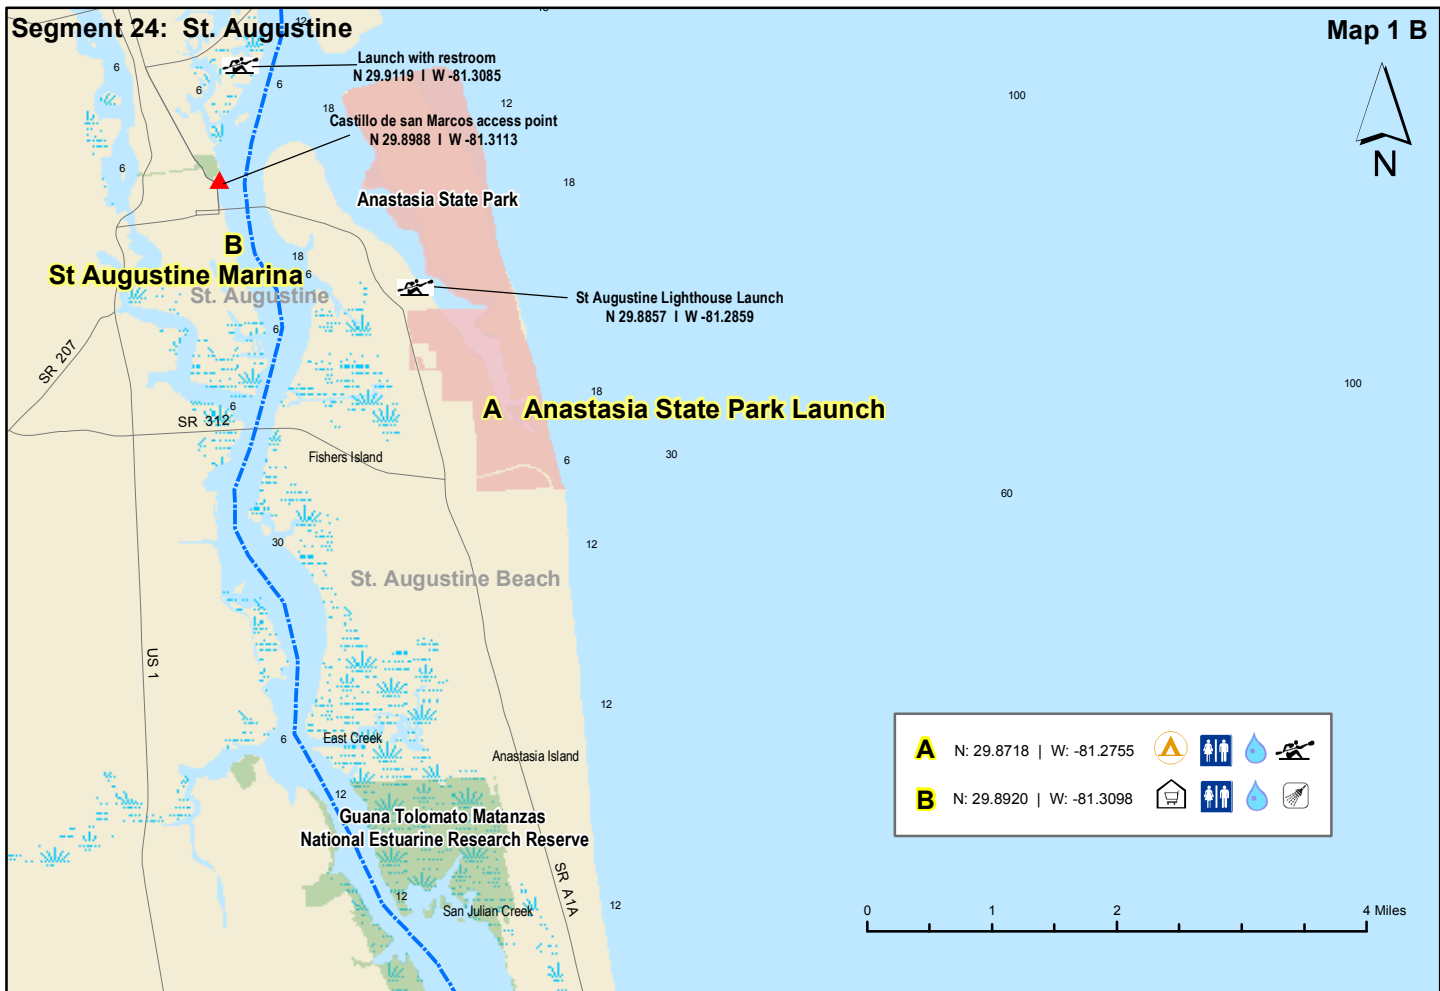 Segment 24: St. Augustine
Map 1 B
12
Launch with restroom
N 29.9119 I W -81.3085
6
6
6
18
12
100
Castillo de san Marcos access point
N 29.8988 I W -81.3113
N
6
18
Anastasia State Park
B
St Augustine Marina
18
6
St. Augustine
St Augustine Lighthouse Launch
N 29.8857 I W -81.2859
6
SR 207
100
18
6
A Anastasia State Park Launch
SR 312
Fishers Island
6
30
60
30
12
St. Augustine Beach
US 1
12
6
East Creek
Anastasia Island
A N: 29.8718 | W: -81.2755
B N: 29.8920 | W: -81.3098
12
Guana Tolomato Matanzas
National Estuarine Research Reserve
SR A1A
12
San Julian Creek
12
0 1 2 4 Miles